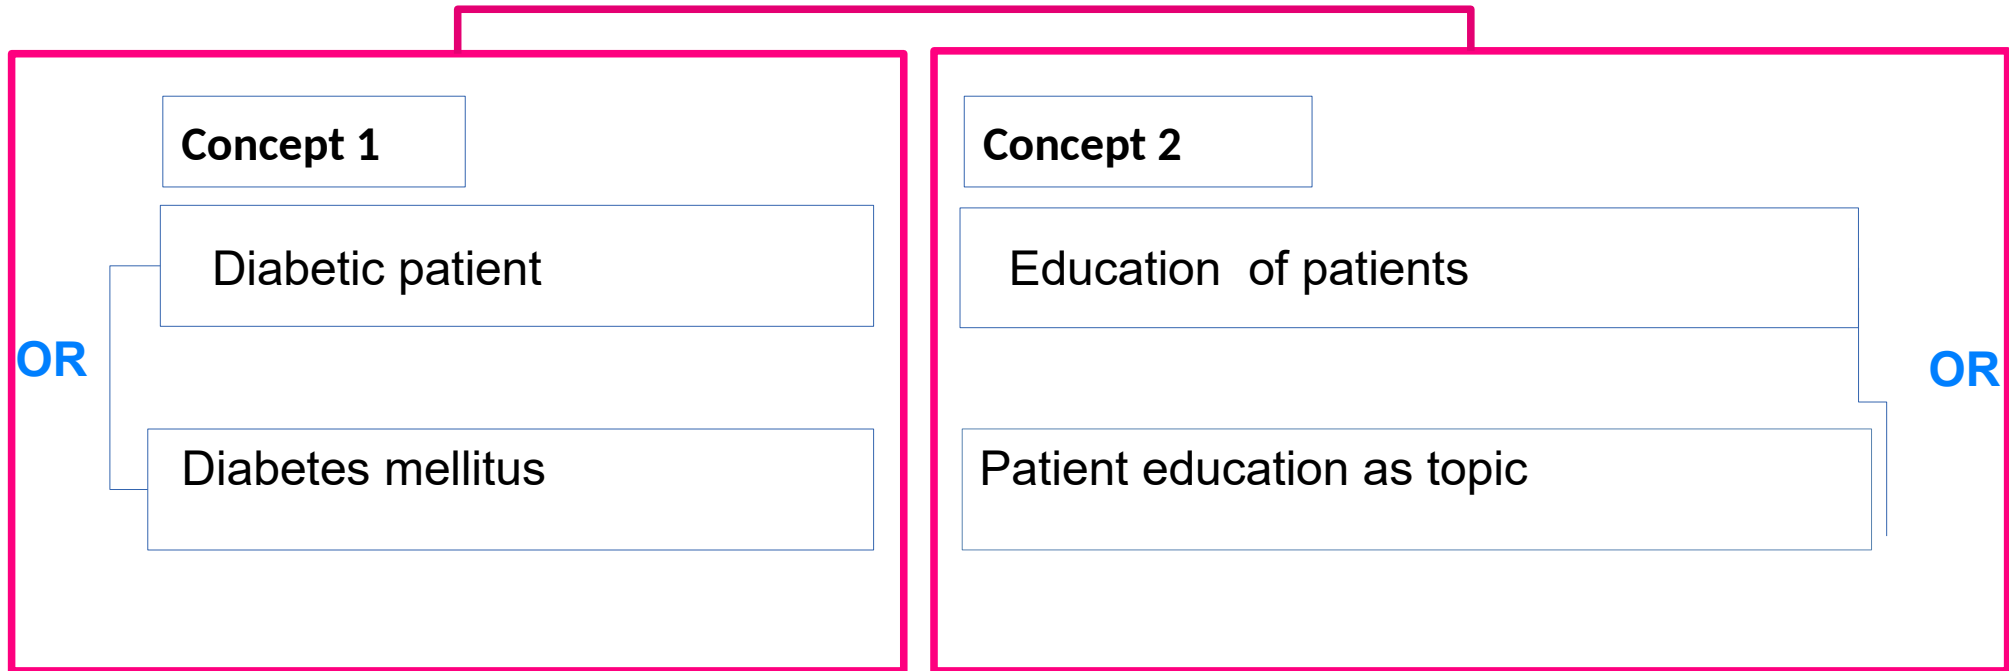 Concept 1
Diabetic patient
OR
Diabetes mellitus
Concept 2
Education  of patients
OR
Patient education as topic